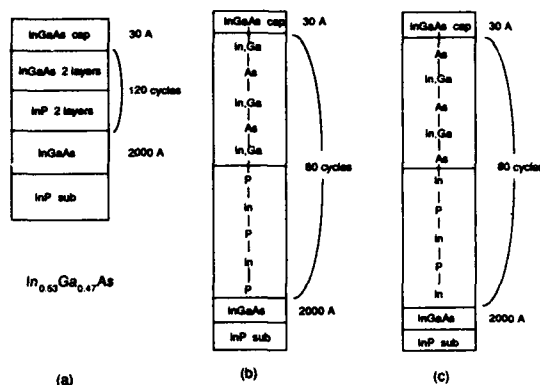 InGaAs cap
30 A
InGaAs 2 layers
120 cycles
InP 2 layers
InGaAs
2000 A
InP sub
In0.53Ga0.47As
(a)
InGaAs cap
30 A
In,Ga
As
In,Ga
As
In,Ga
80 cycles
P
In
P
In
P
InGaAs
2000 A
InP sub
(b)
InGaAs cap
30 A
As
In,Ga
As
In,Ga
As
80 cycles
In
P
In
P
In
InGaAs
2000 A
InP sub
(c)